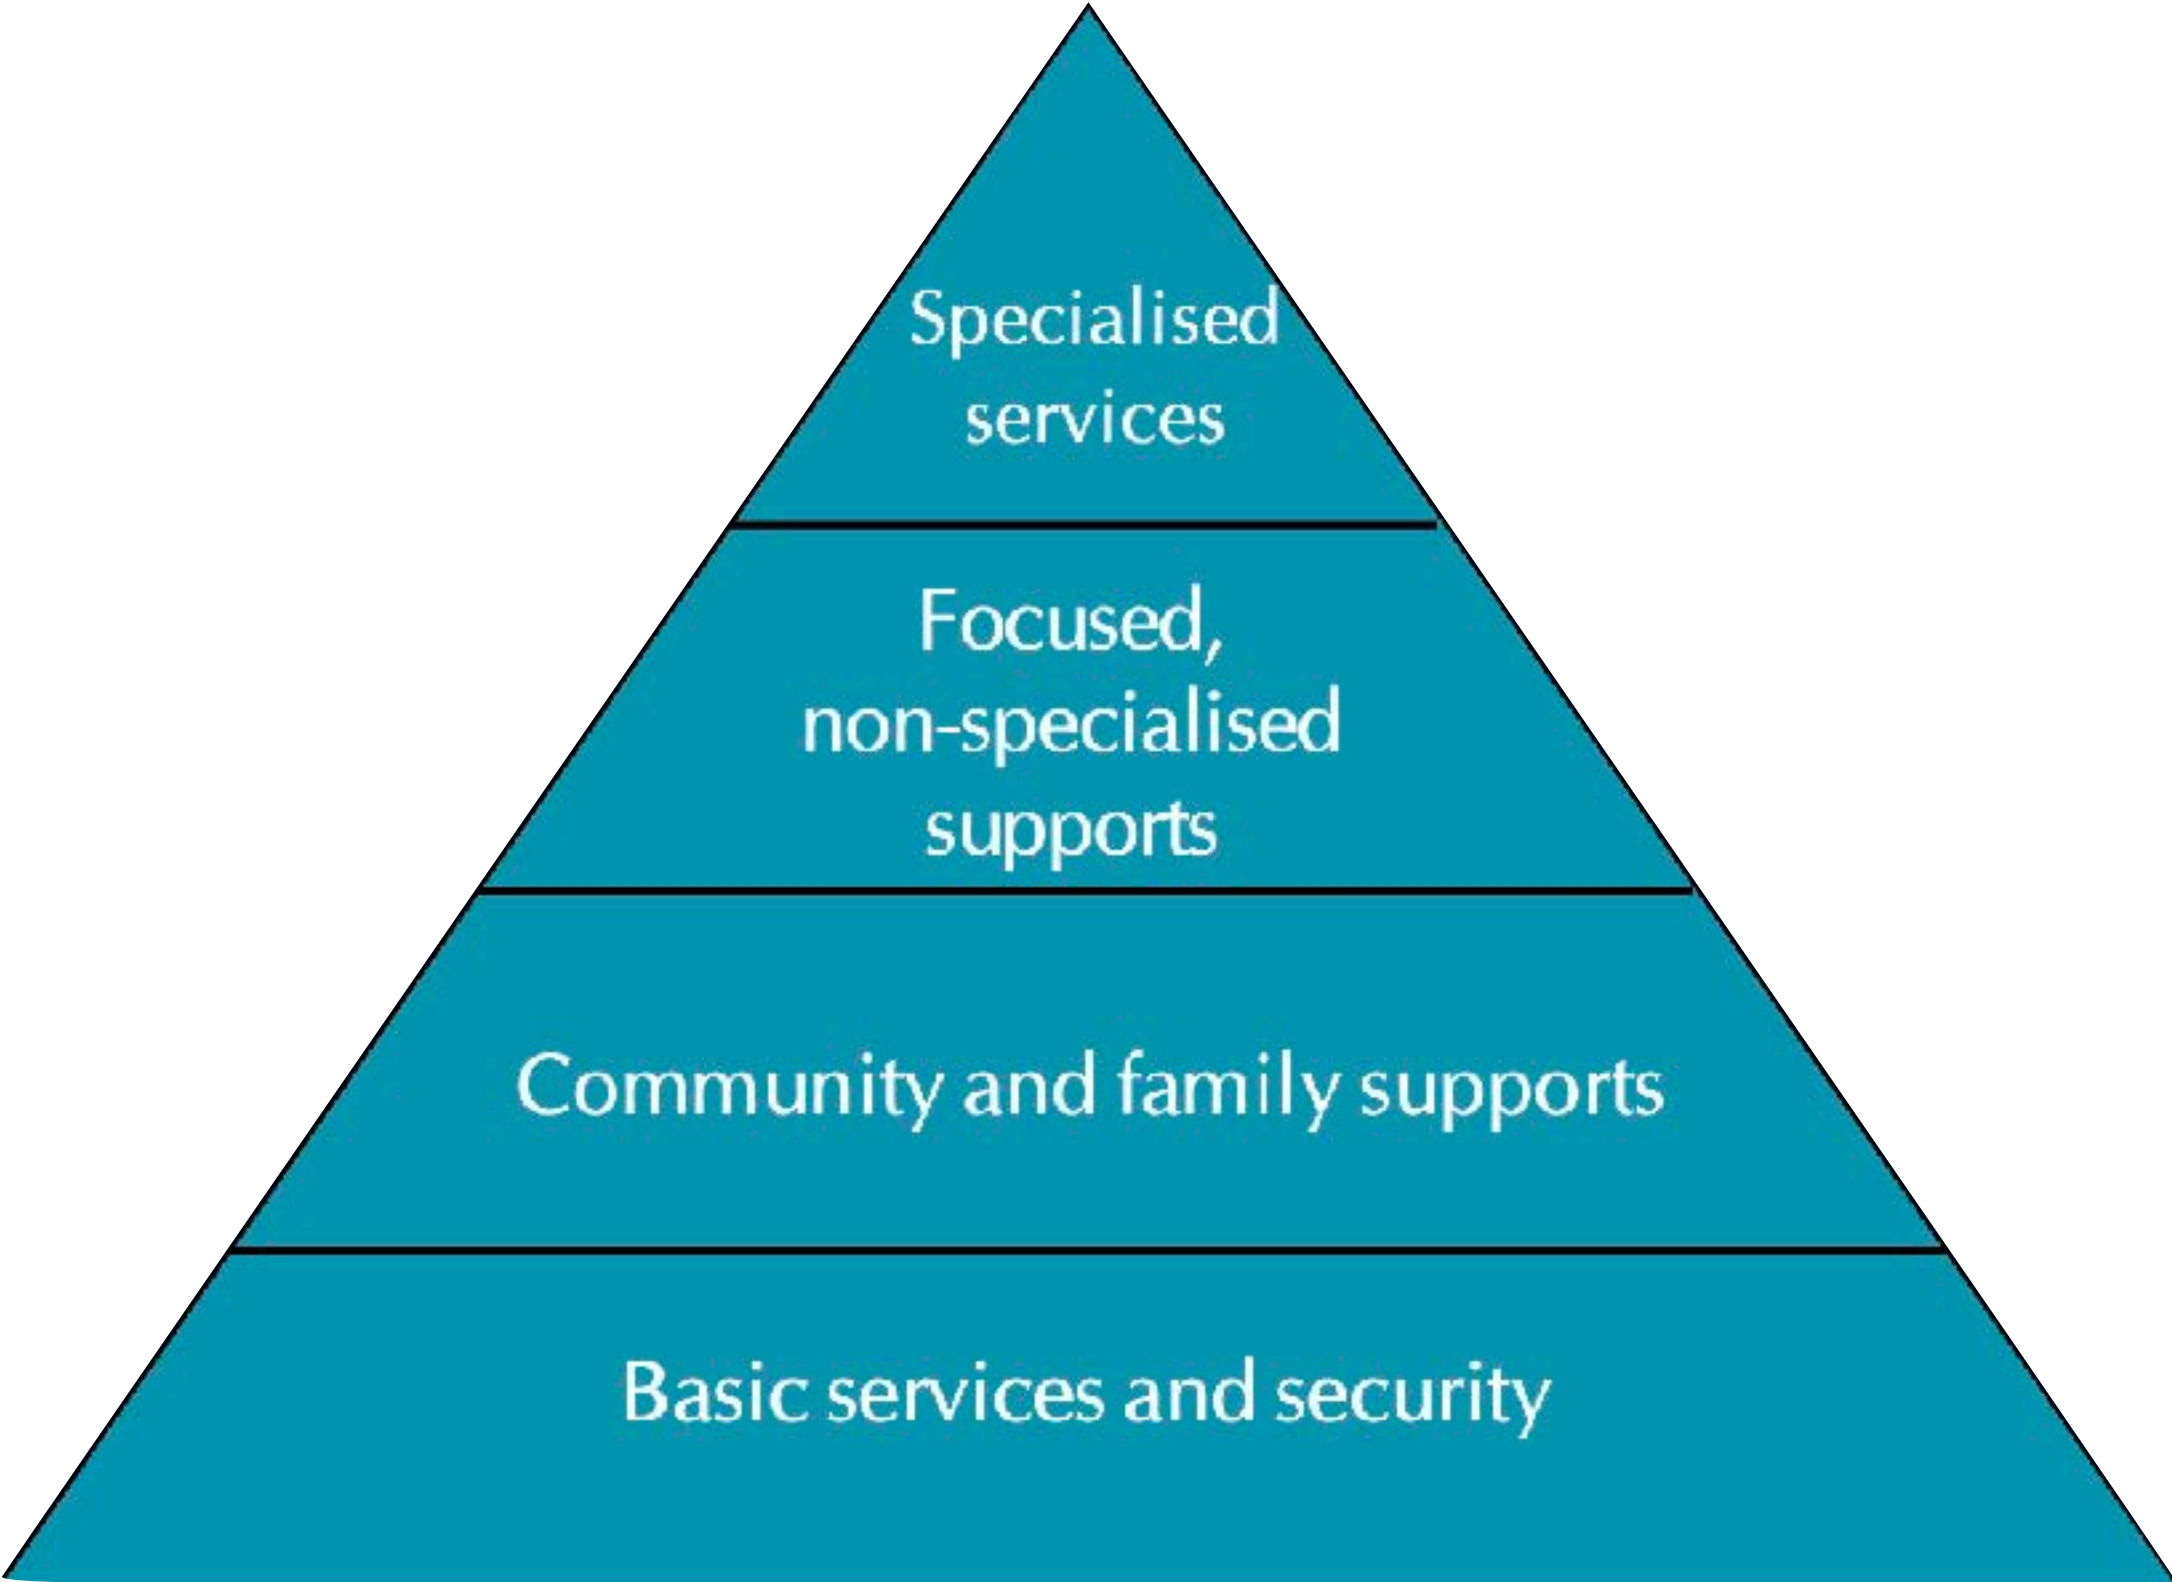 Specialised
services
Focused,
non-specialised
supports
Community and family supports
Basic services and security